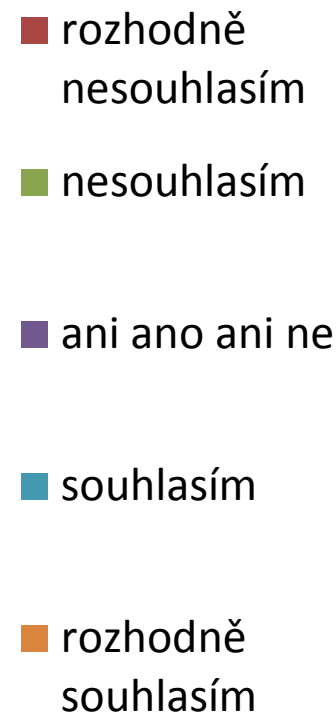 rozhodně
nesouhlasím
nesouhlasím
ani ano ani ne
souhlasím
rozhodně
souhlasím